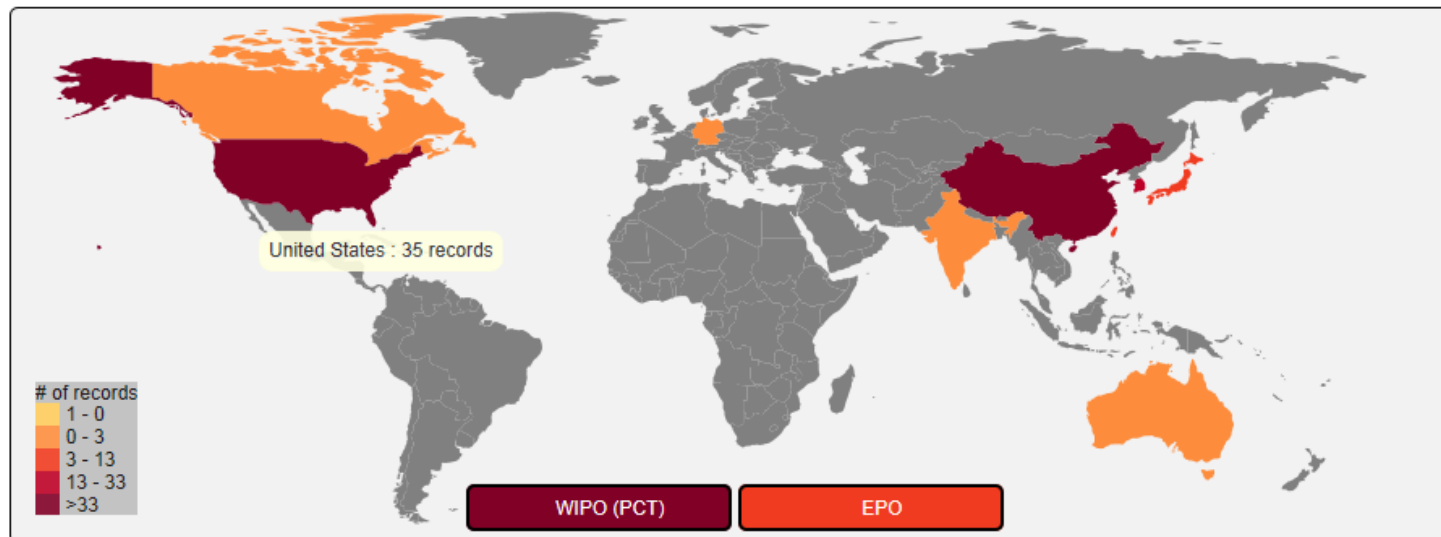 United States : 35 records
# of records
1 - 0
0 - 3
3 - 13
13 - 33
>33
WIPO (PCT)
EPO